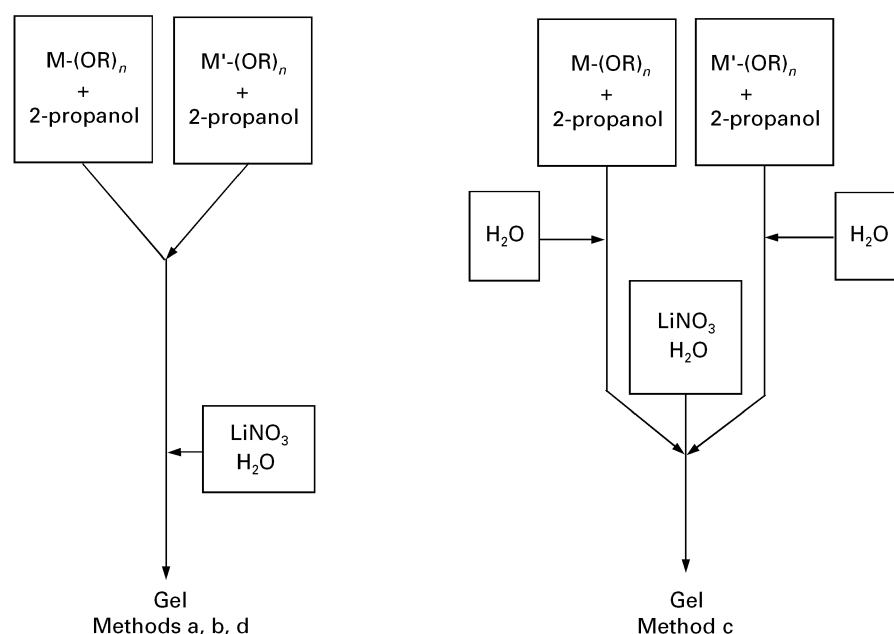 M-(OR)n
+
2-propanol
M'-(OR)n
+
2-propanol
LiNO3
H2O
Gel
Methods a, b, d
M-(OR)n
+
2-propanol
M'-(OR)n
+
2-propanol
H2O
H2O
LiNO3
H2O
Gel
Method c